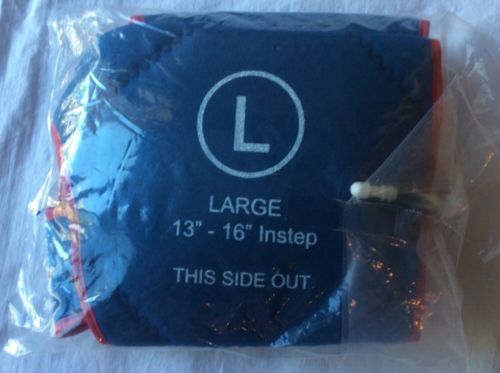 L
LARGE
13" - 16" Instep
THIS SIDE OUT